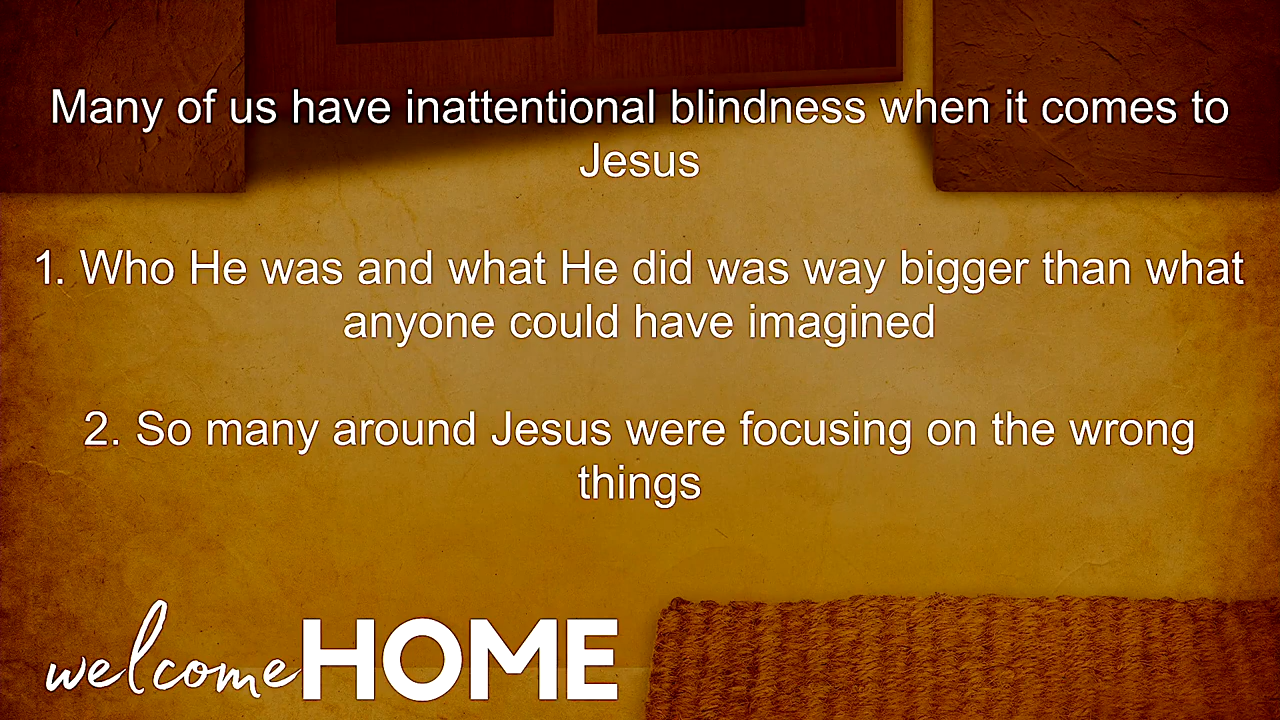 Many of us have inattentional blindness when it comes to
Jesus
1. Who He was and what He did was way bigger than what
anyone could have imagined
2. So many around Jesus were focusing on the wrong
things
welcomeHOME